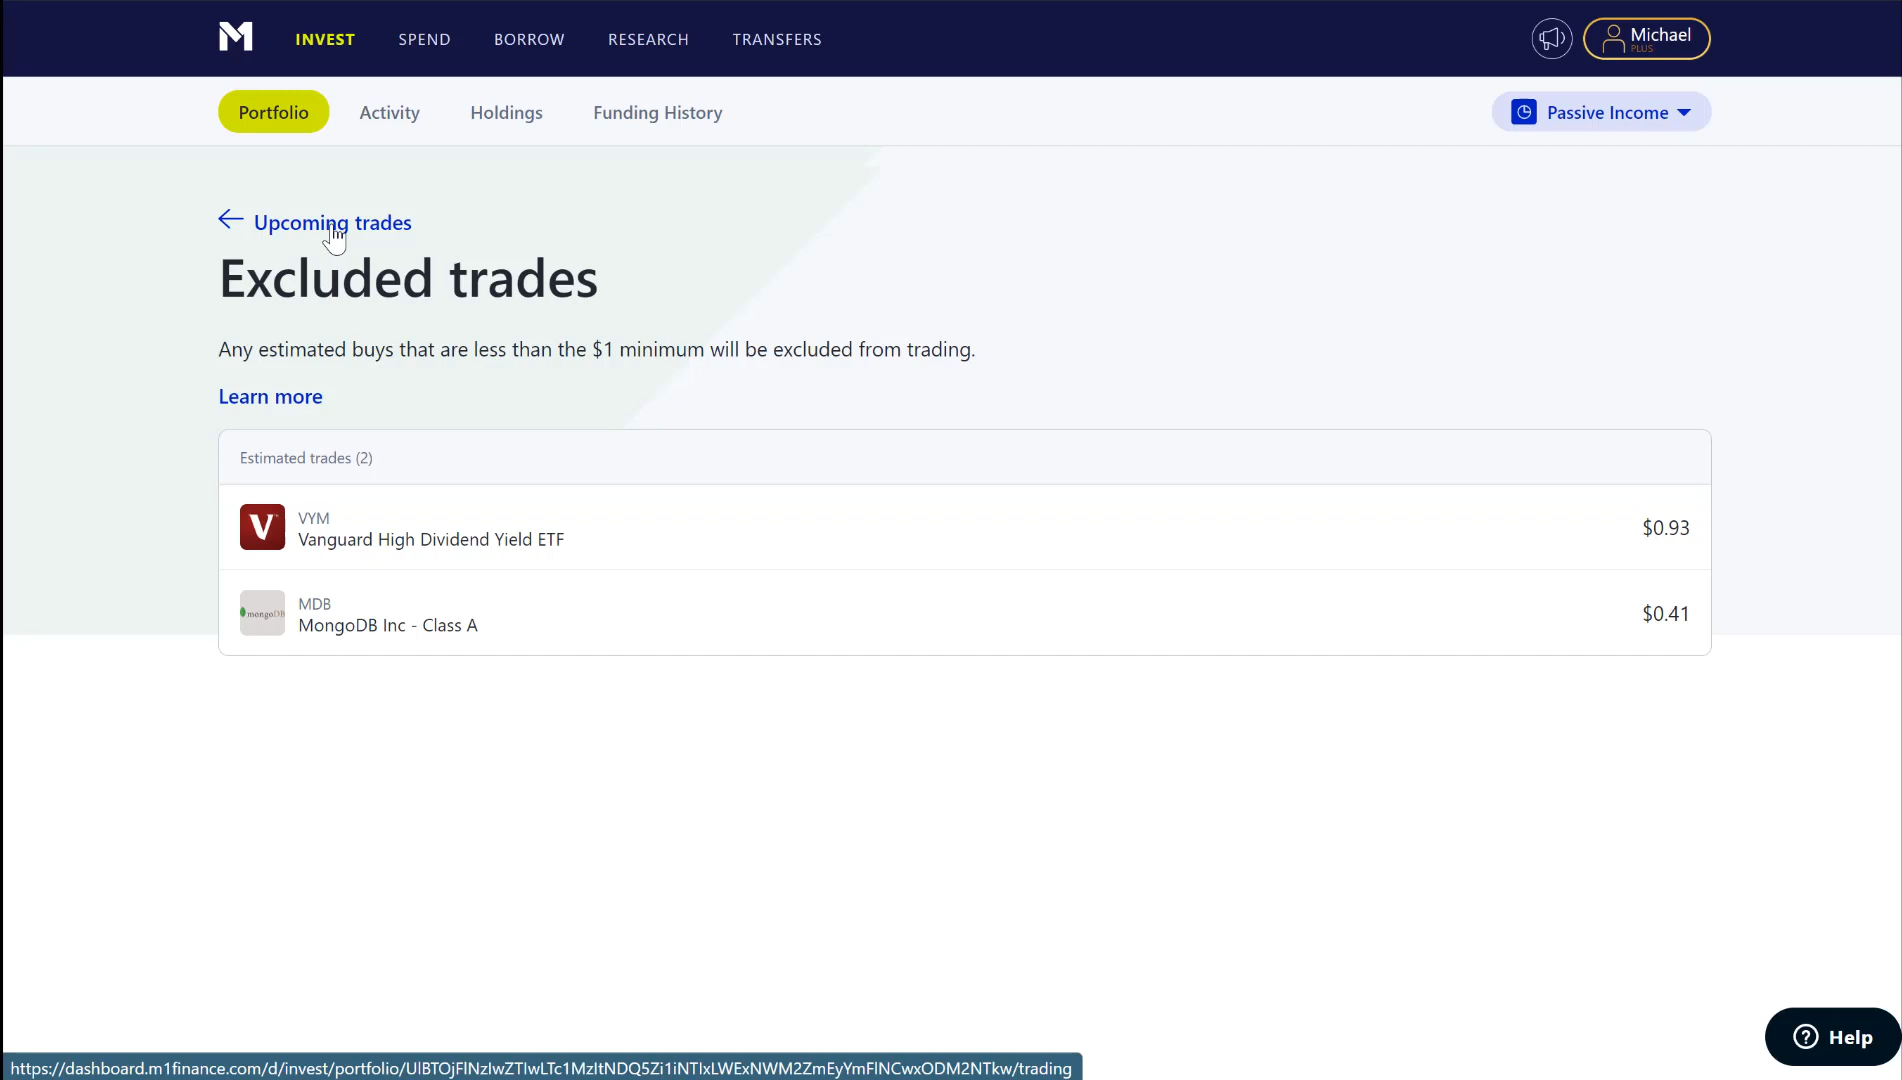 M INVEST SPEND BORROW RESEARCH TRANSFERS Michael
PLUS
Portfolio Activity Holdings Funding History Passive Income
Upcoming trades
Excluded trades
Any estimated buys that are less than the $1 minimum will be excluded from trading.
Learn more
Estimated trades (2)
V
VYM
Vanguard High Dividend Yield ETF
$0.93
mongoDB
MDB
MongoDB Inc - Class A
$0.41
Help
https://dashboard.m1finance.com/d/invest/portfolio/UlBTOjFlNzIwZTIwLTc1MzItNDQ5Zi1iNTIxLWExNWM2ZmEyYmFlNCwxODM2NTkw/trading